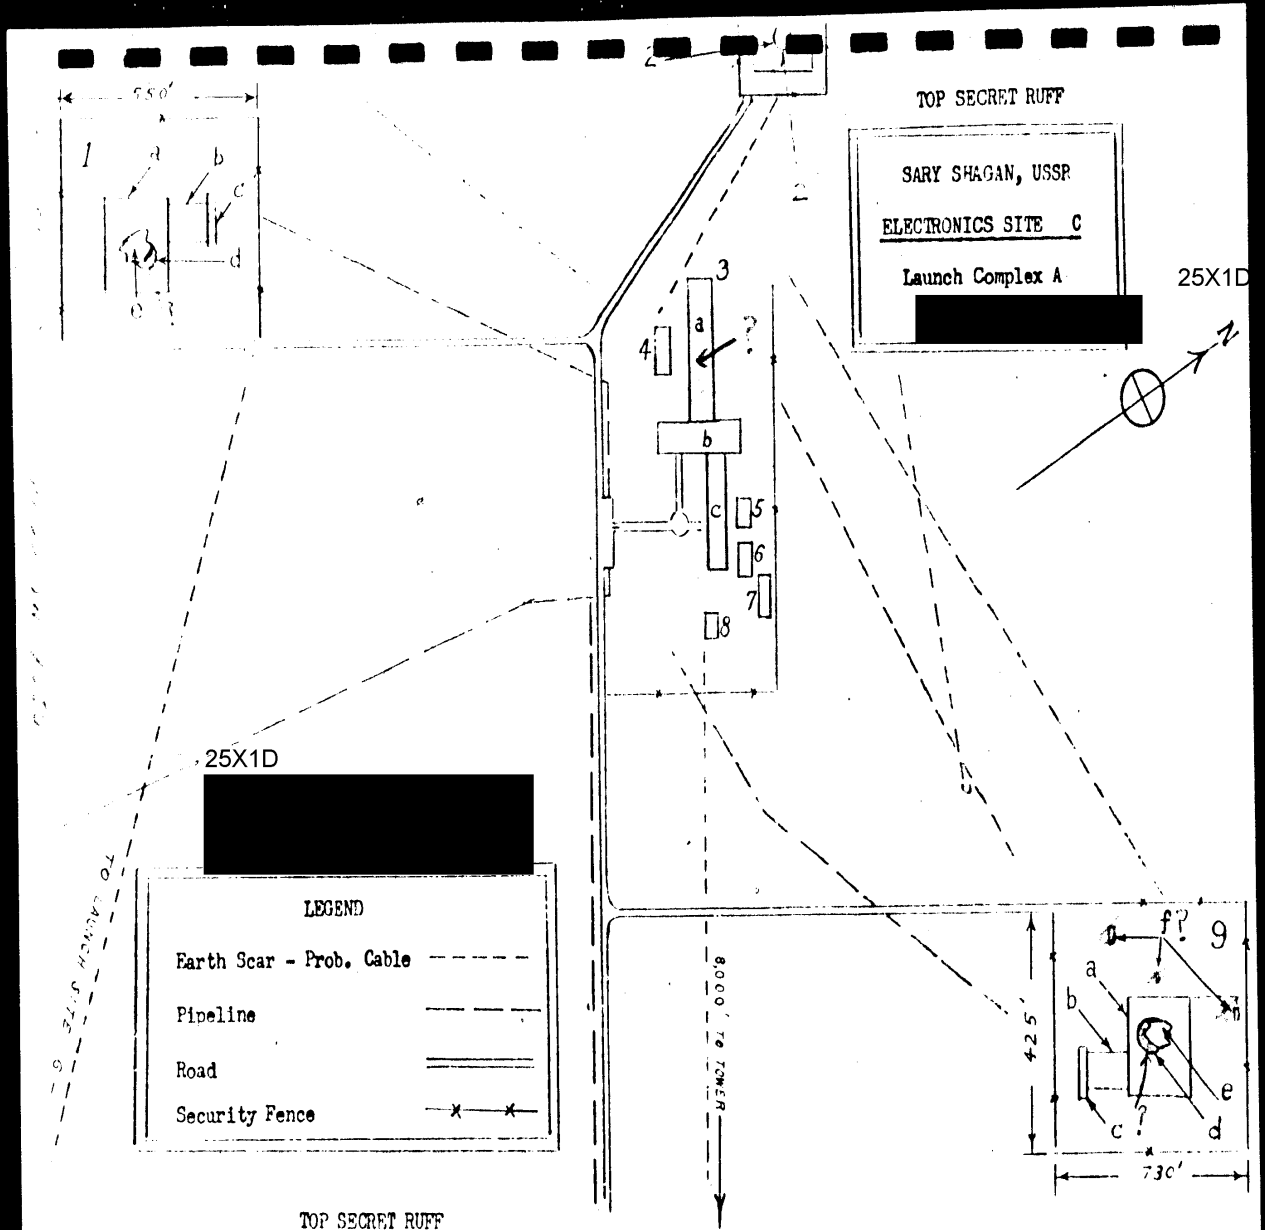 550'
2
TOP SECRET RUFF
1
a
b
c
d
SARY SHAGAN, USSR
ELECTRONICS SITE C
Launch Complex A
25X1D
2
N
3
a
?
4
b
c
5
6
7
8
25X1D
TO LAUNCH SITE 6
LEGEND
Earth Scar - Prob. Cable
Pipeline
Road
Security Fence
8,000' TO TOWER
425'
f?
9
a
b
e
d
c
?
730'
TOP SECRET RUFF